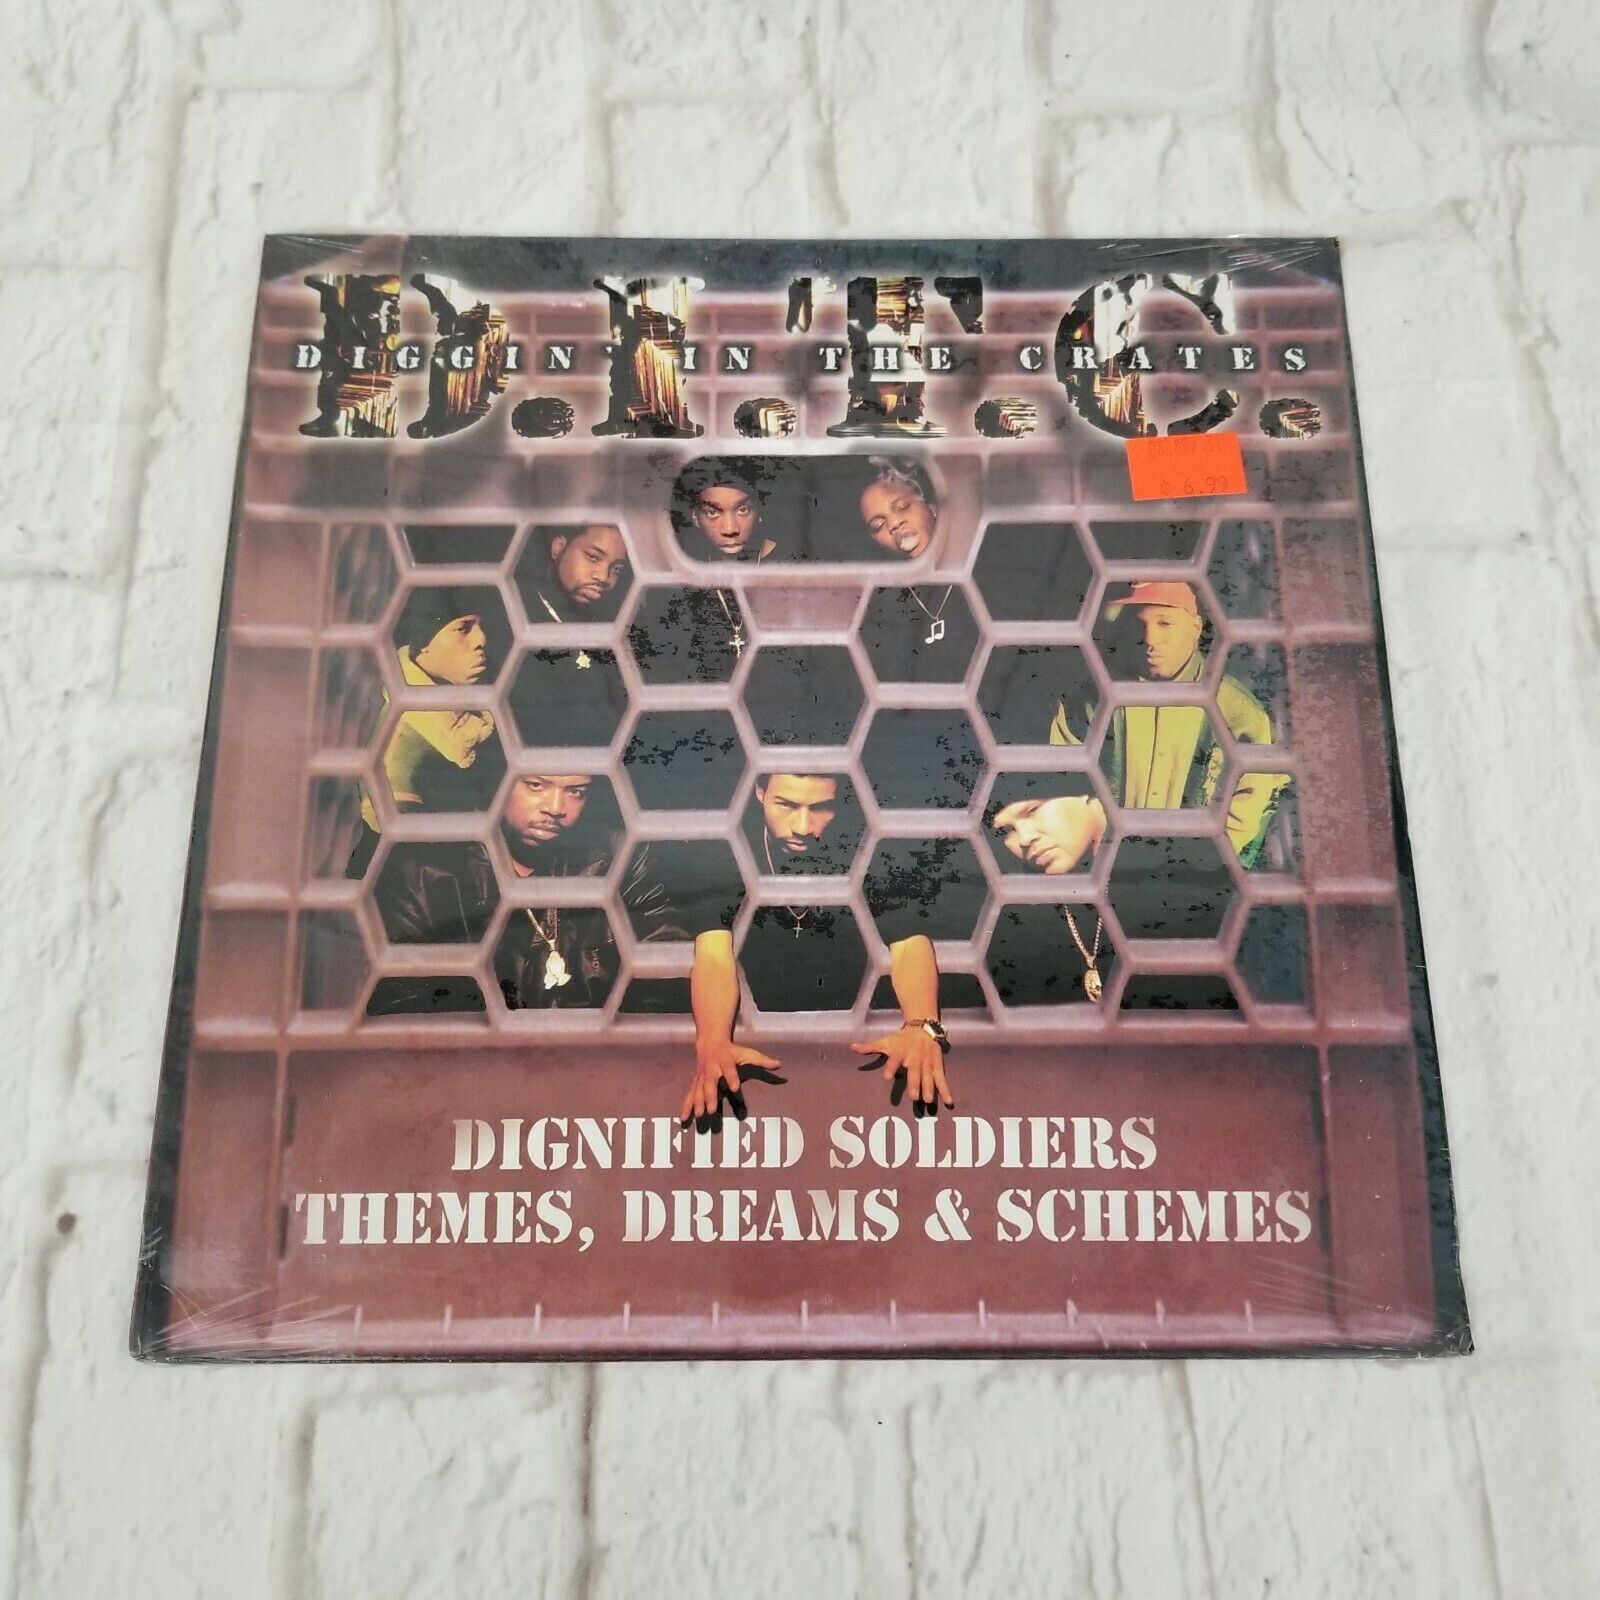 D.I.T.C.
DIGGIN' IN THE CRATES
6.99
DIGNIFIED SOLDIERS
THEMES, DREAMS & SCHEMES